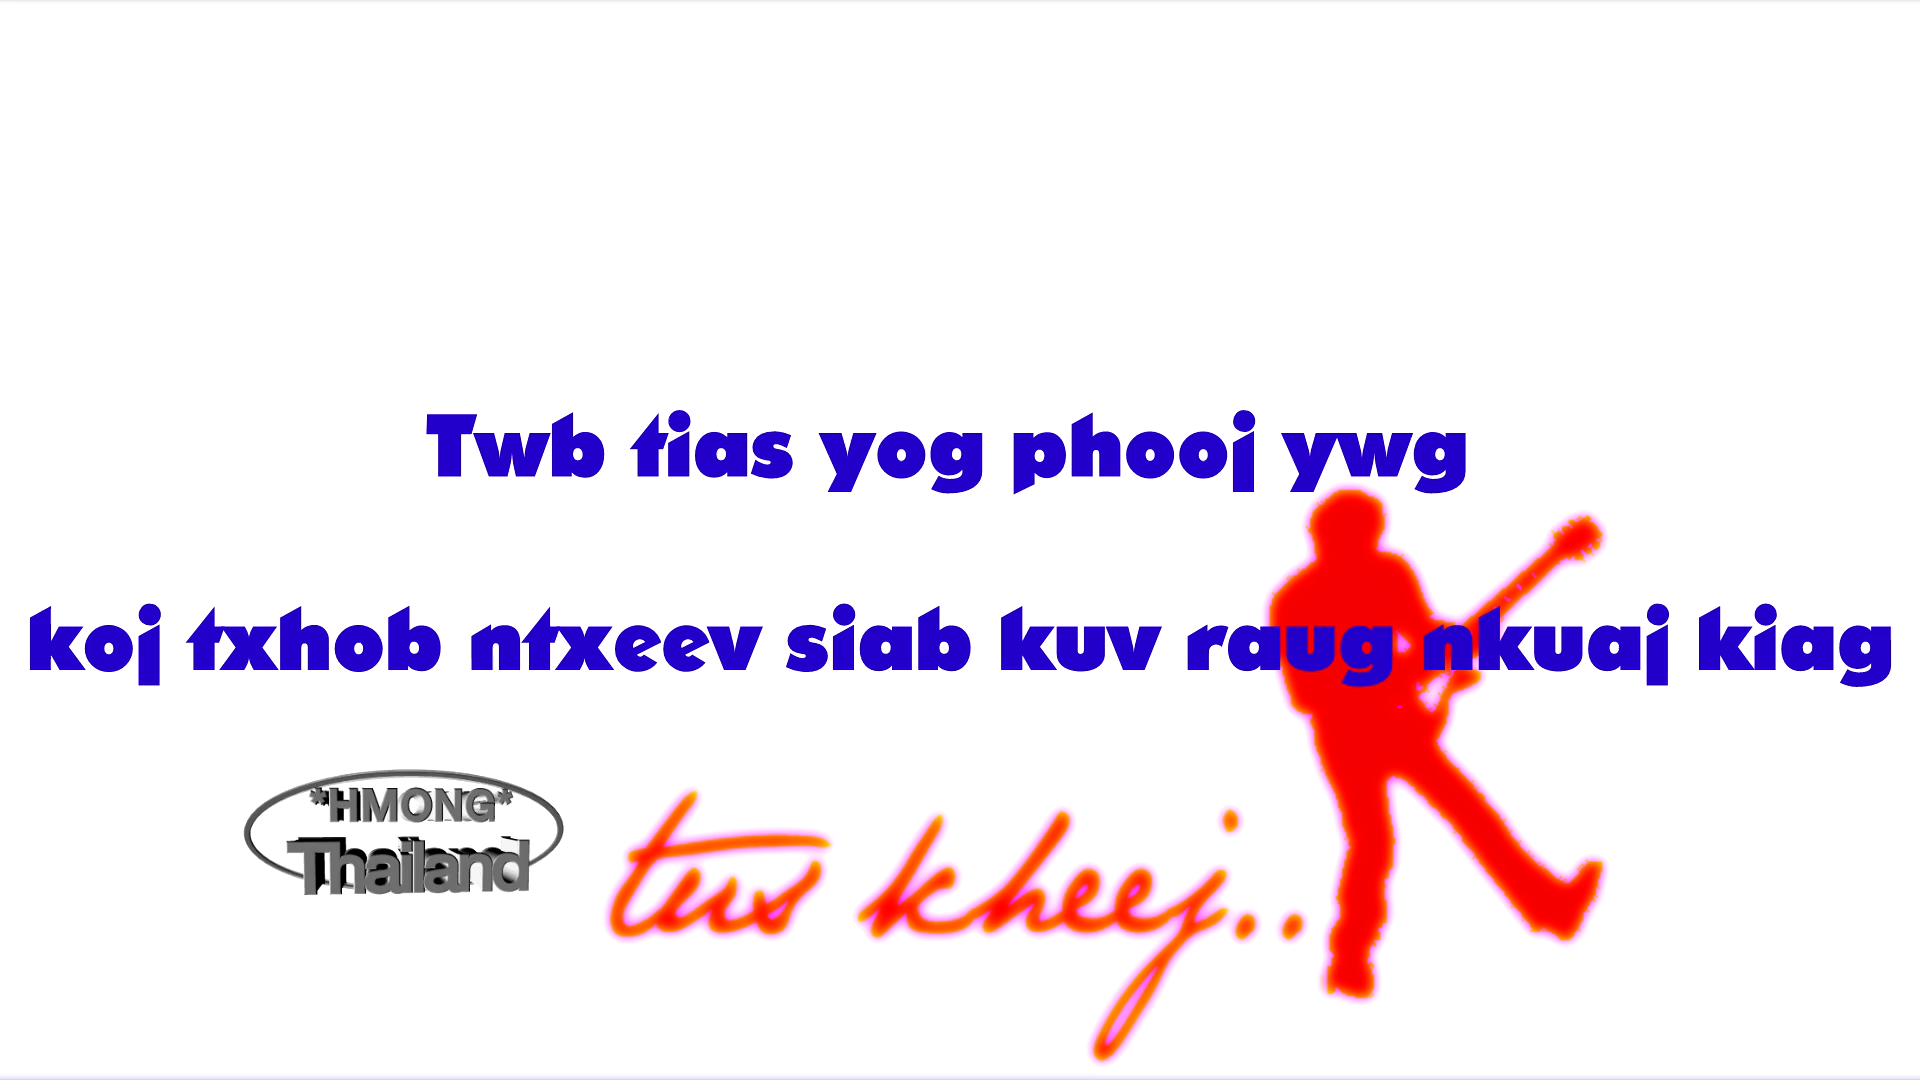 Twb tias yog phooj ywg
koj txhob ntxeev siab kuv raug nkuaj kiag
*HMONG*
Thailand
tus kheej..